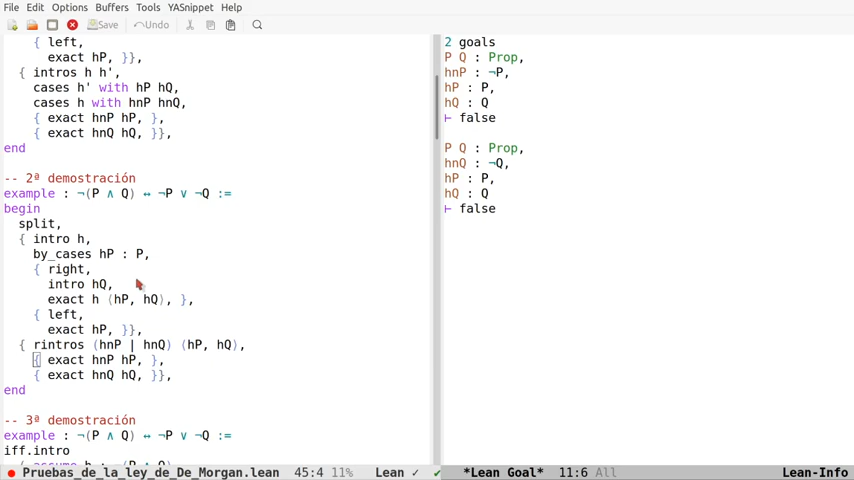 File Edit Options Buffers Tools YASnippet Help
Save Undo
{ left,
exact hP, }},
{ intros h h',
cases h' with hP hQ,
cases h with hnP hnQ,
{ exact hnP hP, },
{ exact hnQ hQ, }},
end
-- 2ª demostración
example : ¬(P ∧ Q) ↔ ¬P ∨ ¬Q :=
begin
split,
{ intro h,
by_cases hP : P,
{ right,
intro hQ,
exact h ⟨hP, hQ⟩, },
{ left,
exact hP, }},
{ rintros (hnP | hnQ) ⟨hP, hQ⟩,
{ exact hnP hP, },
{ exact hnQ hQ, }},
end
-- 3ª demostración
example : ¬(P ∧ Q) ↔ ¬P ∨ ¬Q :=
iff.intro
( assume h : ¬(P ∧ Q),
Pruebas_de_la_ley_de_De_Morgan.lean 45:4 11% Lean ✓ ✓
2 goals
P Q : Prop,
hnP : ¬P,
hP : P,
hQ : Q
⊢ false
P Q : Prop,
hnQ : ¬Q,
hP : P,
hQ : Q
⊢ false
*Lean Goal* 11:6 All Lean-Info